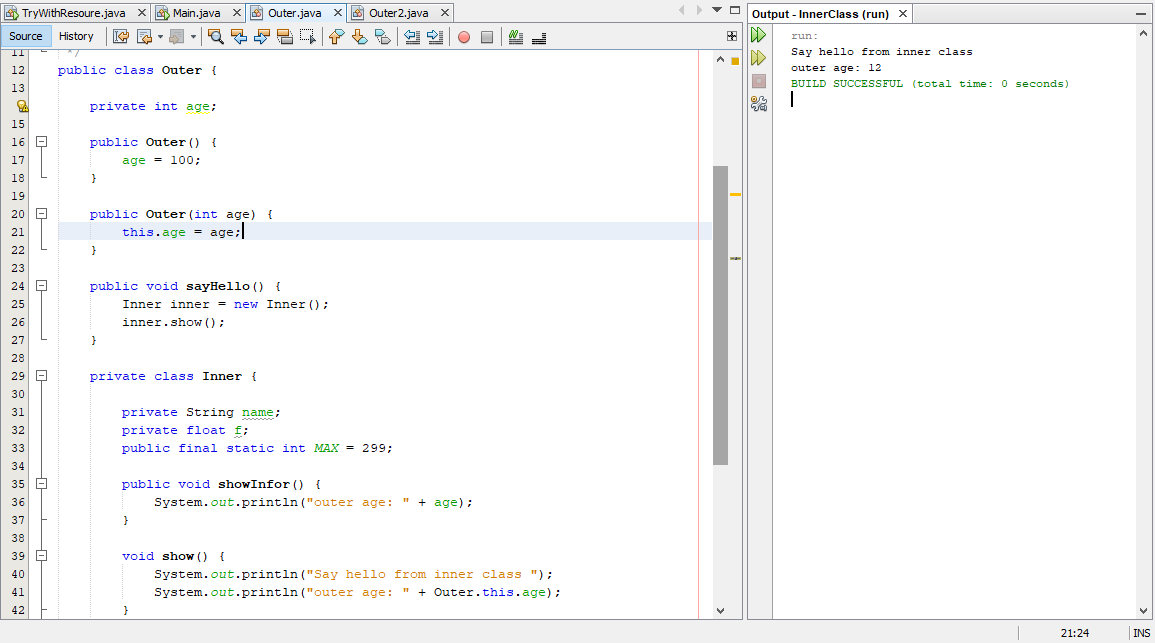 TryWithResoure.java Main.java Outer.java Outer2.java
Source History
11 */
12 public class Outer {
13
private int age;
15
16 public Outer() {
17 age = 100;
18 }
19
20 public Outer(int age) {
21 this.age = age;
22 }
23
24 public void sayHello() {
25 Inner inner = new Inner();
26 inner.show();
27 }
28
29 private class Inner {
30
31 private String name;
32 private float f;
33 public final static int MAX = 299;
34
35 public void showInfor() {
36 System.out.println("outer age: " + age);
37 }
38
39 void show() {
40 System.out.println("Say hello from inner class ");
41 System.out.println("outer age: " + Outer.this.age);
42 }
Output - InnerClass (run)
run:
Say hello from inner class
outer age: 12
BUILD SUCCESSFUL (total time: 0 seconds)
21:24 INS